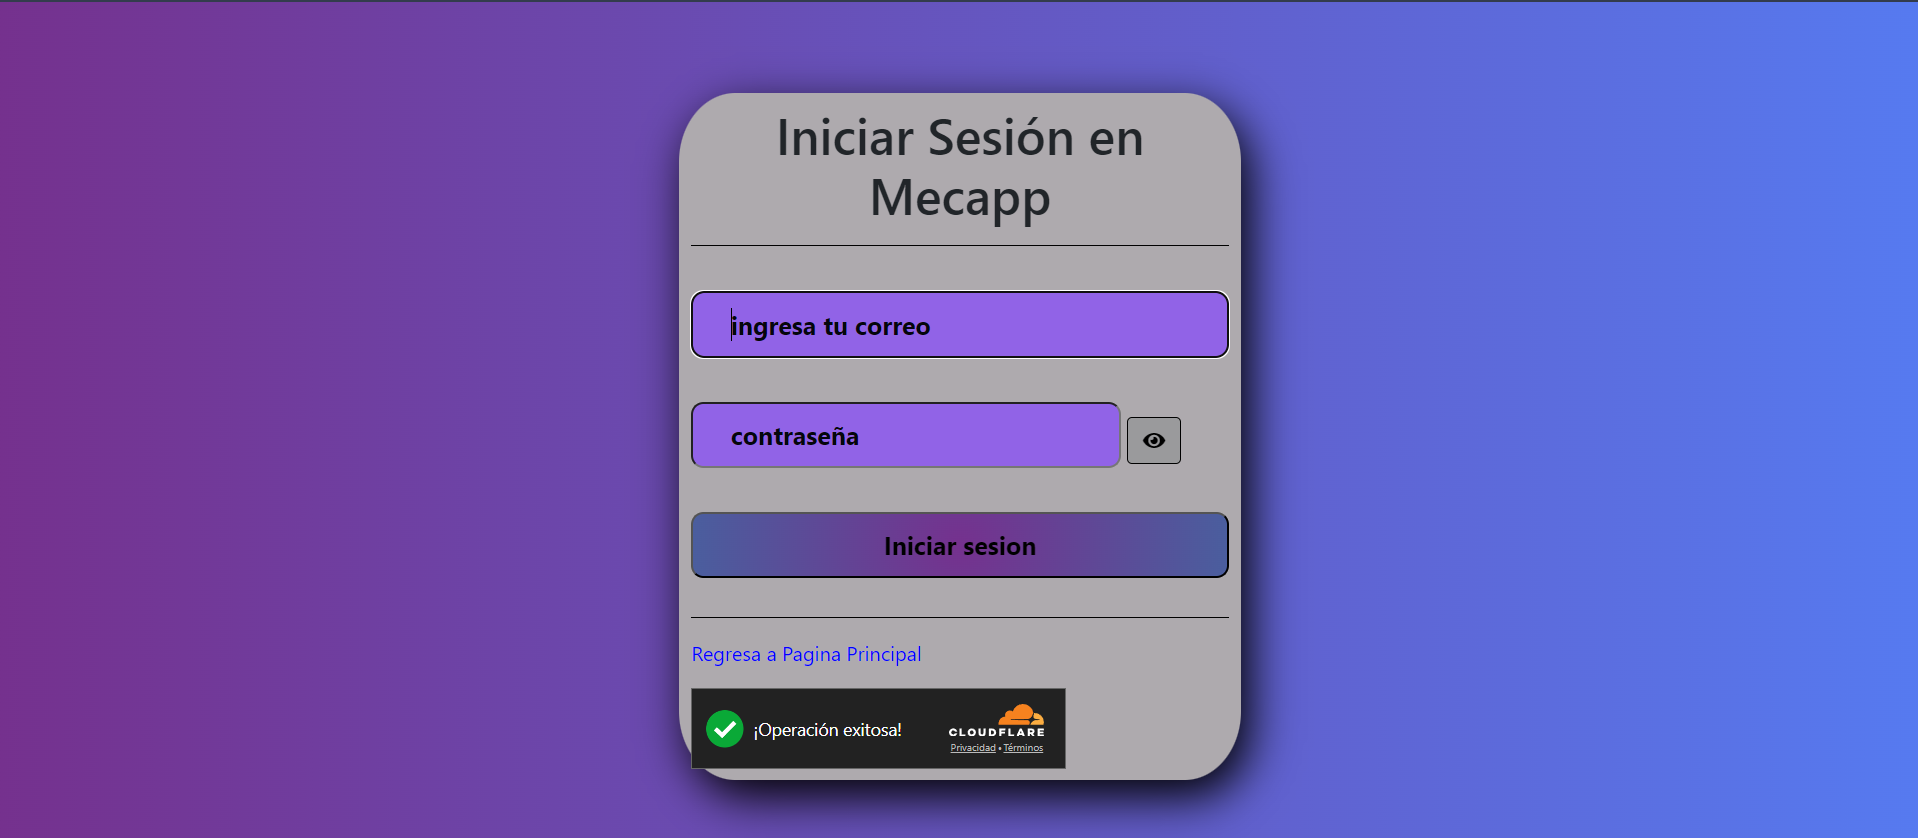 Iniciar Sesión en
Mecapp
ingresa tu correo
contraseña
Iniciar sesion
Regresa a Pagina Principal
¡Operación exitosa!
CLOUDFLARE
Privacidad • Términos